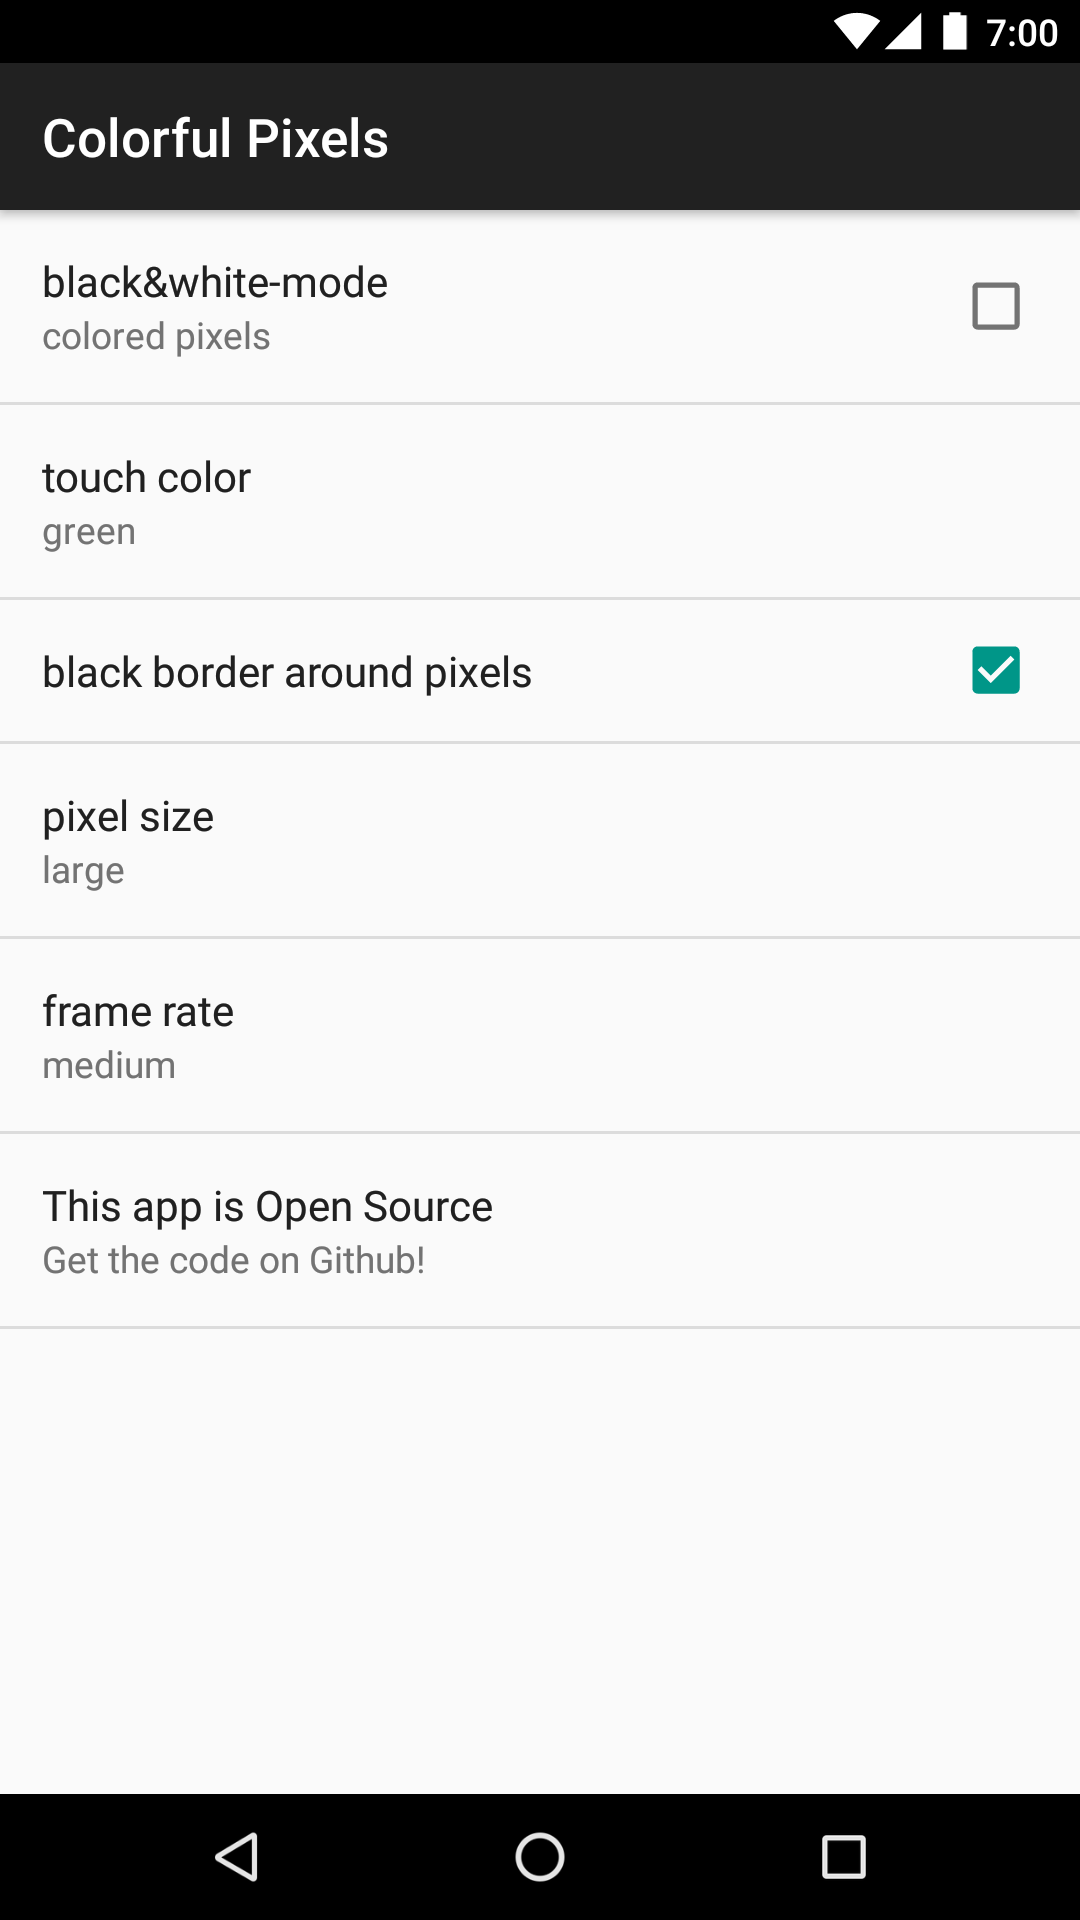 7:00
Colorful Pixels
black&white-mode
colored pixels
touch color
green
black border around pixels
pixel size
large
frame rate
medium
This app is Open Source
Get the code on Github!